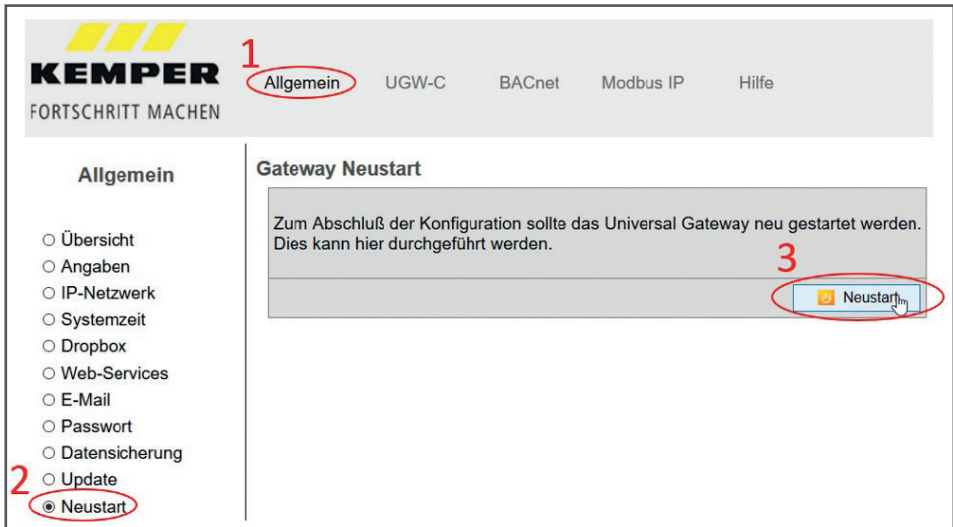 KEMPER
FORTSCHRITT MACHEN
1
Allgemein UGW-C BACnet Modbus IP Hilfe
Allgemein
Übersicht
Angaben
IP-Netzwerk
Systemzeit
Dropbox
Web-Services
E-Mail
Passwort
Datensicherung
Update
2
Neustart
Gateway Neustart
Zum Abschluß der Konfiguration sollte das Universal Gateway neu gestartet werden.
Dies kann hier durchgeführt werden.
3
Neustart